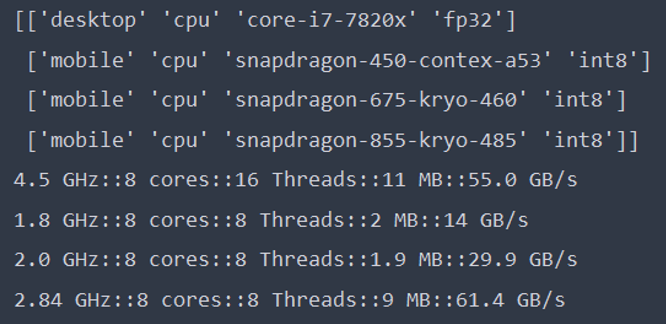 [['desktop' 'cpu' 'core-i7-7820x' 'fp32']
['mobile' 'cpu' 'snapdragon-450-contex-a53' 'int8']
['mobile' 'cpu' 'snapdragon-675-kryo-460' 'int8']
['mobile' 'cpu' 'snapdragon-855-kryo-485' 'int8']]
4.5 GHz::8 cores::16 Threads::11 MB::55.0 GB/s
1.8 GHz::8 cores::8 Threads::2 MB::14 GB/s
2.0 GHz::8 cores::8 Threads::1.9 MB::29.9 GB/s
2.84 GHz::8 cores::8 Threads::9 MB::61.4 GB/s